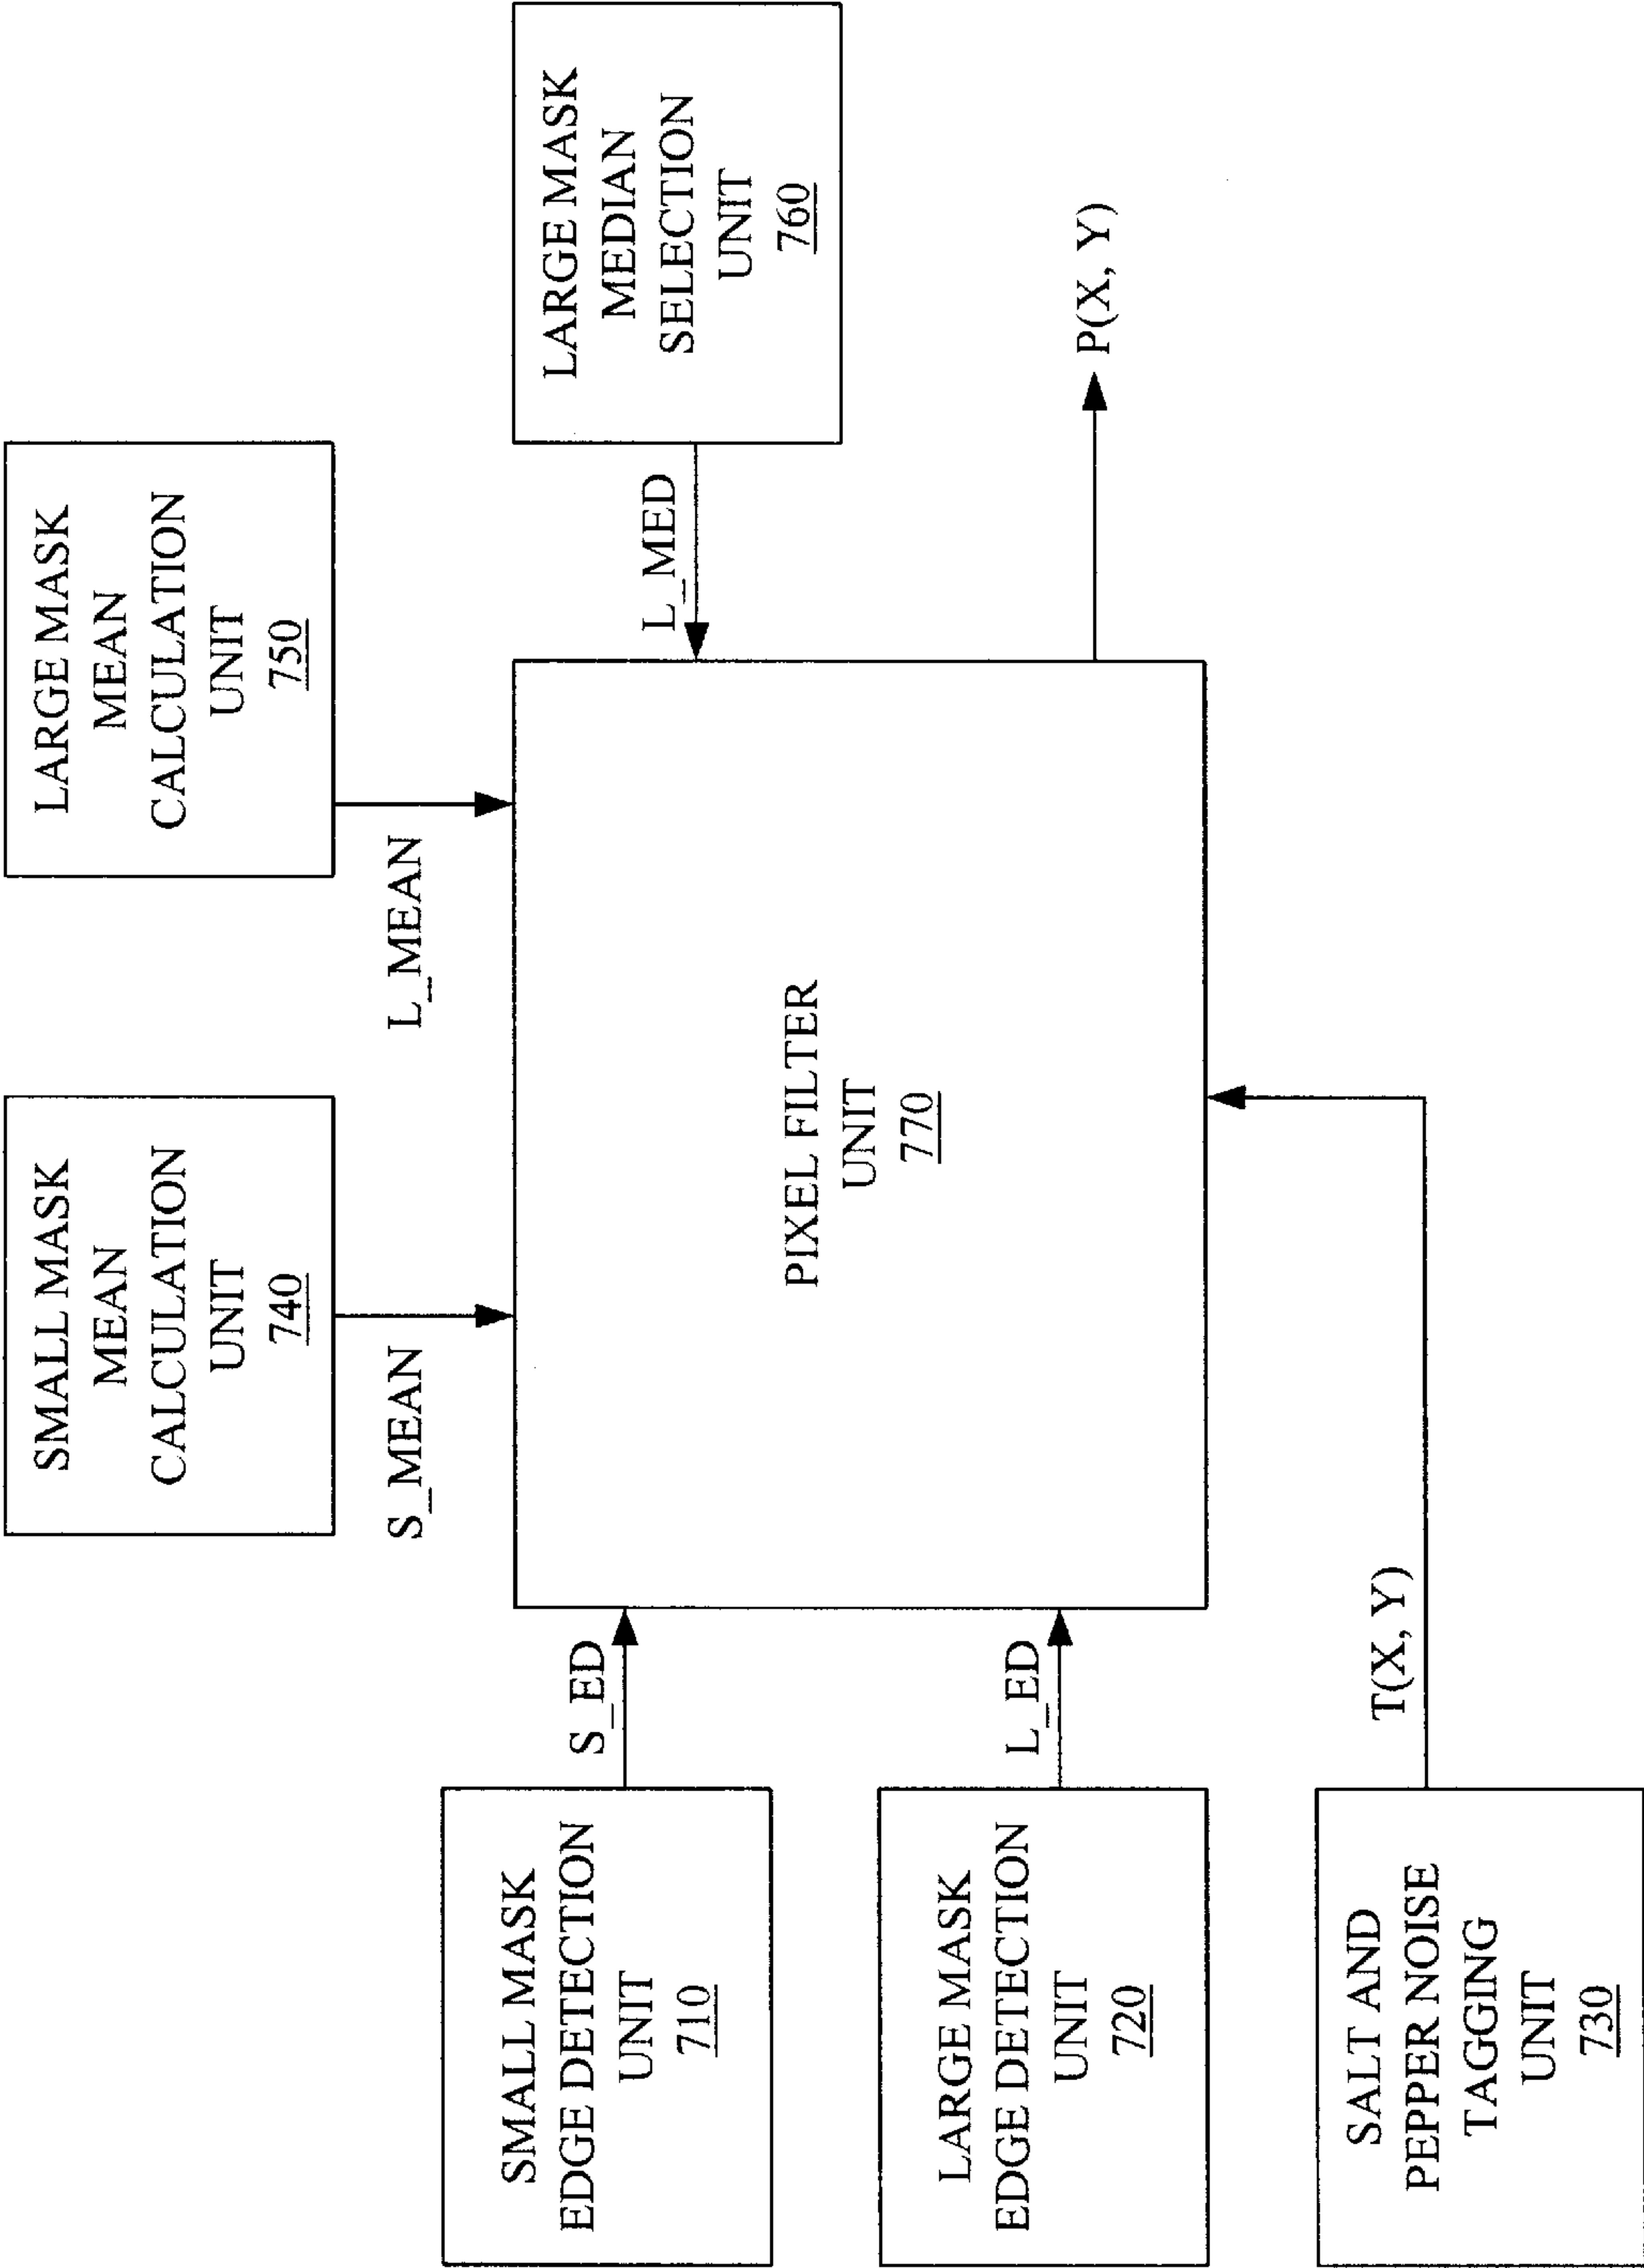 SMALL MASK
MEAN
CALCULATION
UNIT
740
LARGE MASK
MEAN
CALCULATION
UNIT
750
S_MEAN
L_MEAN
SMALL MASK
EDGE DETECTION
UNIT
710
S_ED
LARGE MASK
EDGE DETECTION
UNIT
720
L_ED
SALT AND
PEPPER NOISE
TAGGING
UNIT
730
T(X, Y)
PIXEL FILTER
UNIT
770
L_MED
LARGE MASK
MEDIAN
SELECTION
UNIT
760
P(X, Y)